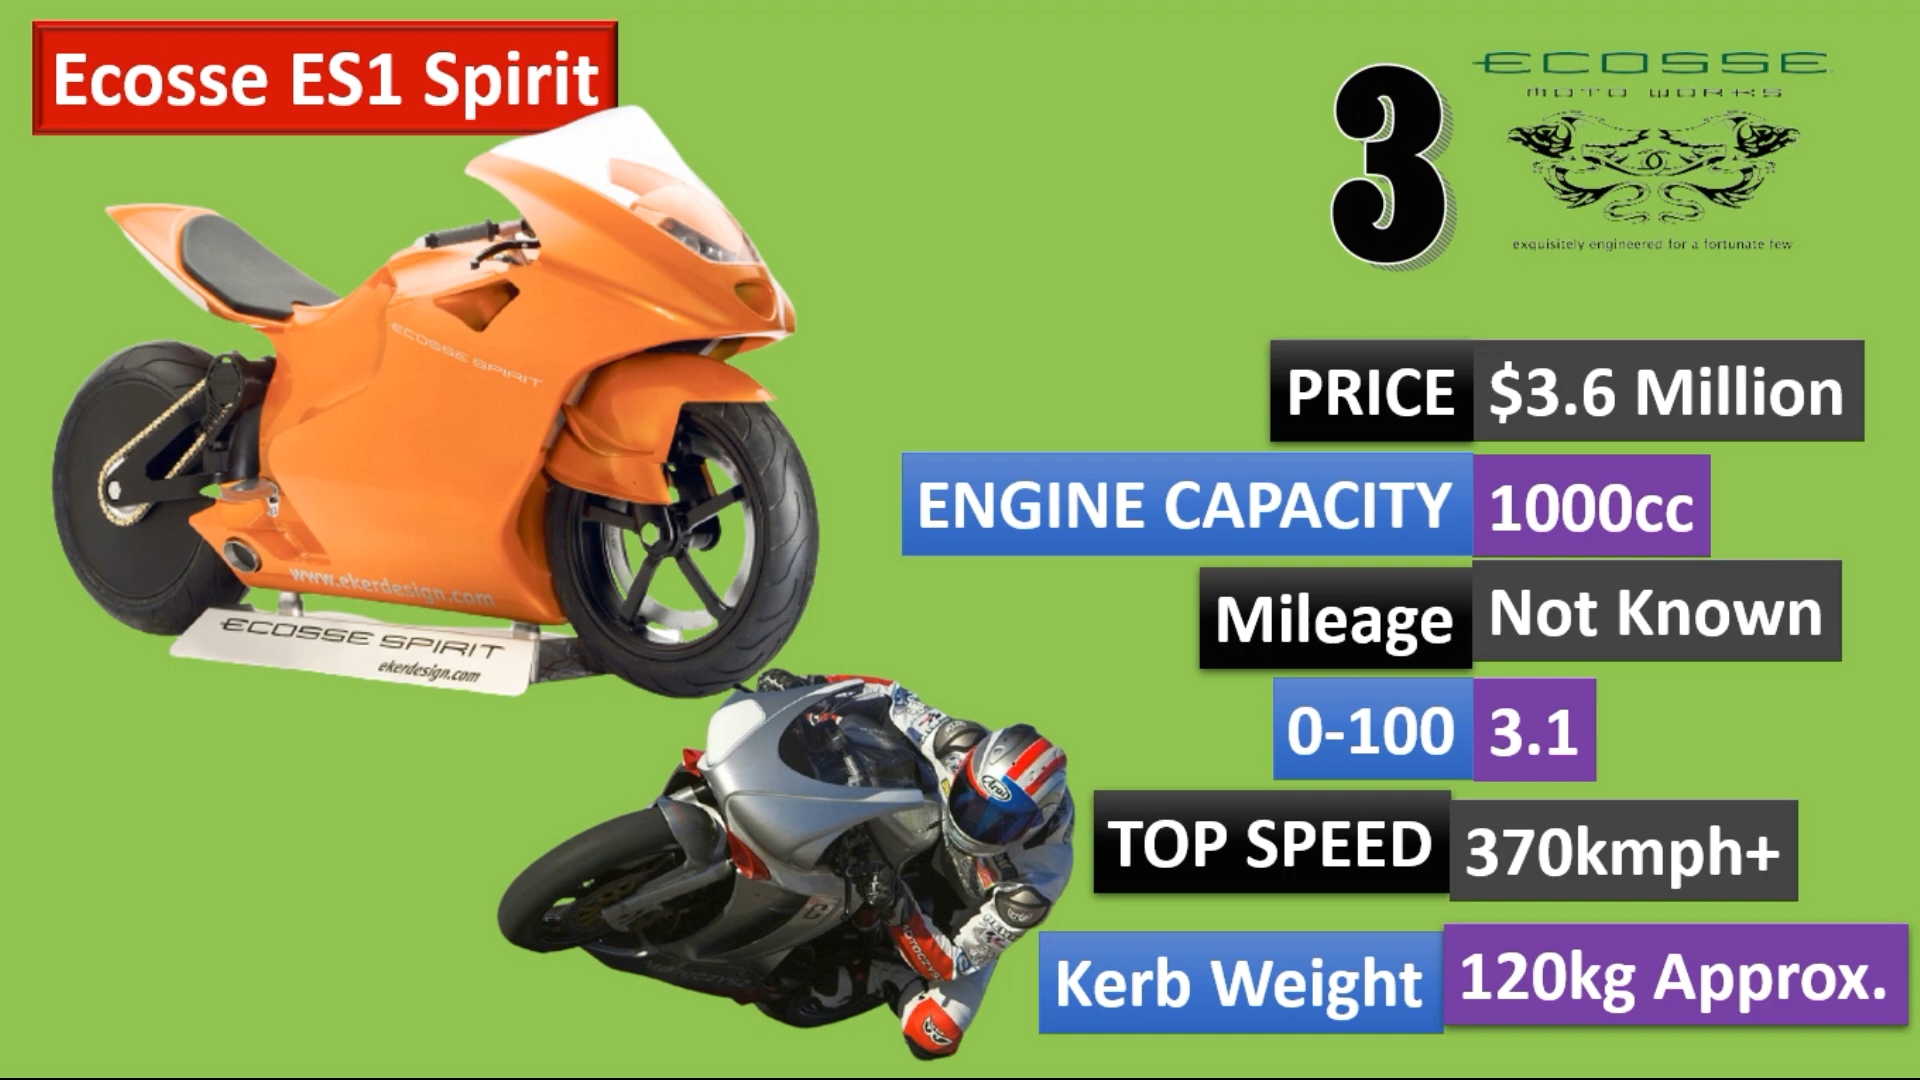 Ecosse ES1 Spirit
3
ECOSSE
MOTO WORKS
exquisitely engineered for a fortunate few
PRICE $3.6 Million
ENGINE CAPACITY 1000cc
Mileage Not Known
0-100 3.1
TOP SPEED 370kmph+
Kerb Weight 120kg Approx.
ECOSSE SPIRIT
www.ekerdesign.com
ECOSSE SPIRIT
ekerdesign.com
Arai